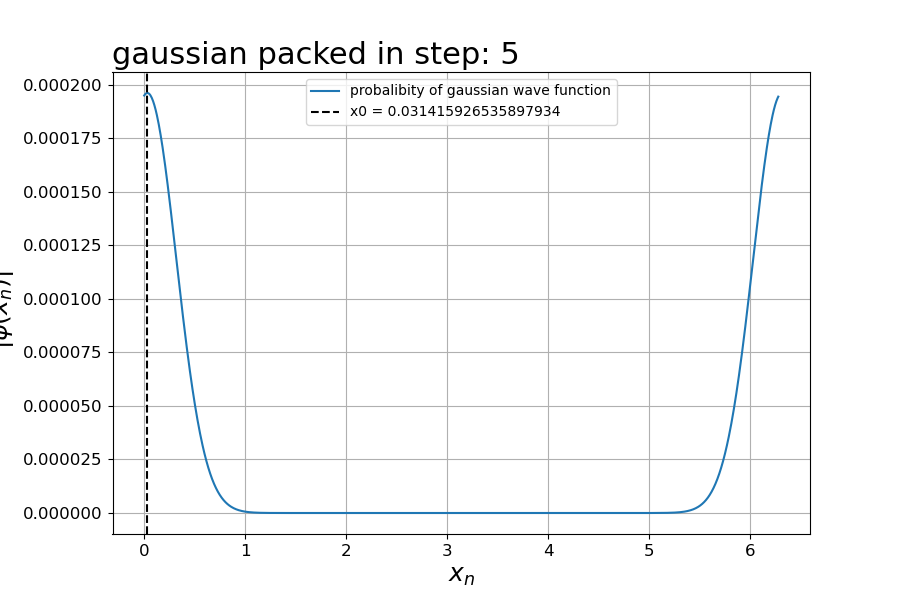 gaussian packed in step: 5
probalibity of gaussian wave function
x0 = 0.031415926535897934
0.000200
0.000175
0.000150
0.000125
0.000100
0.000075
0.000050
0.000025
0.000000
0 1 2 3 4 5 6
xₙ